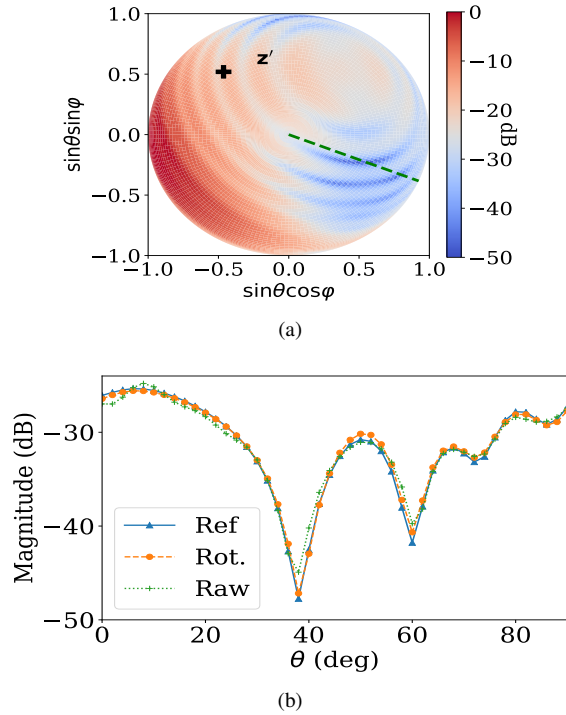 1.0
0.5
0.0
−0.5
−1.0
sinθsinφ
z′
−1.0 −0.5 0.0 0.5 1.0
sinθcosφ
0
−10
−20
−30
−40
−50
dB
(a)
Magnitude (dB)
−30
−40
−50
Ref
Rot.
Raw
0 20 40 60 80
θ (deg)
(b)